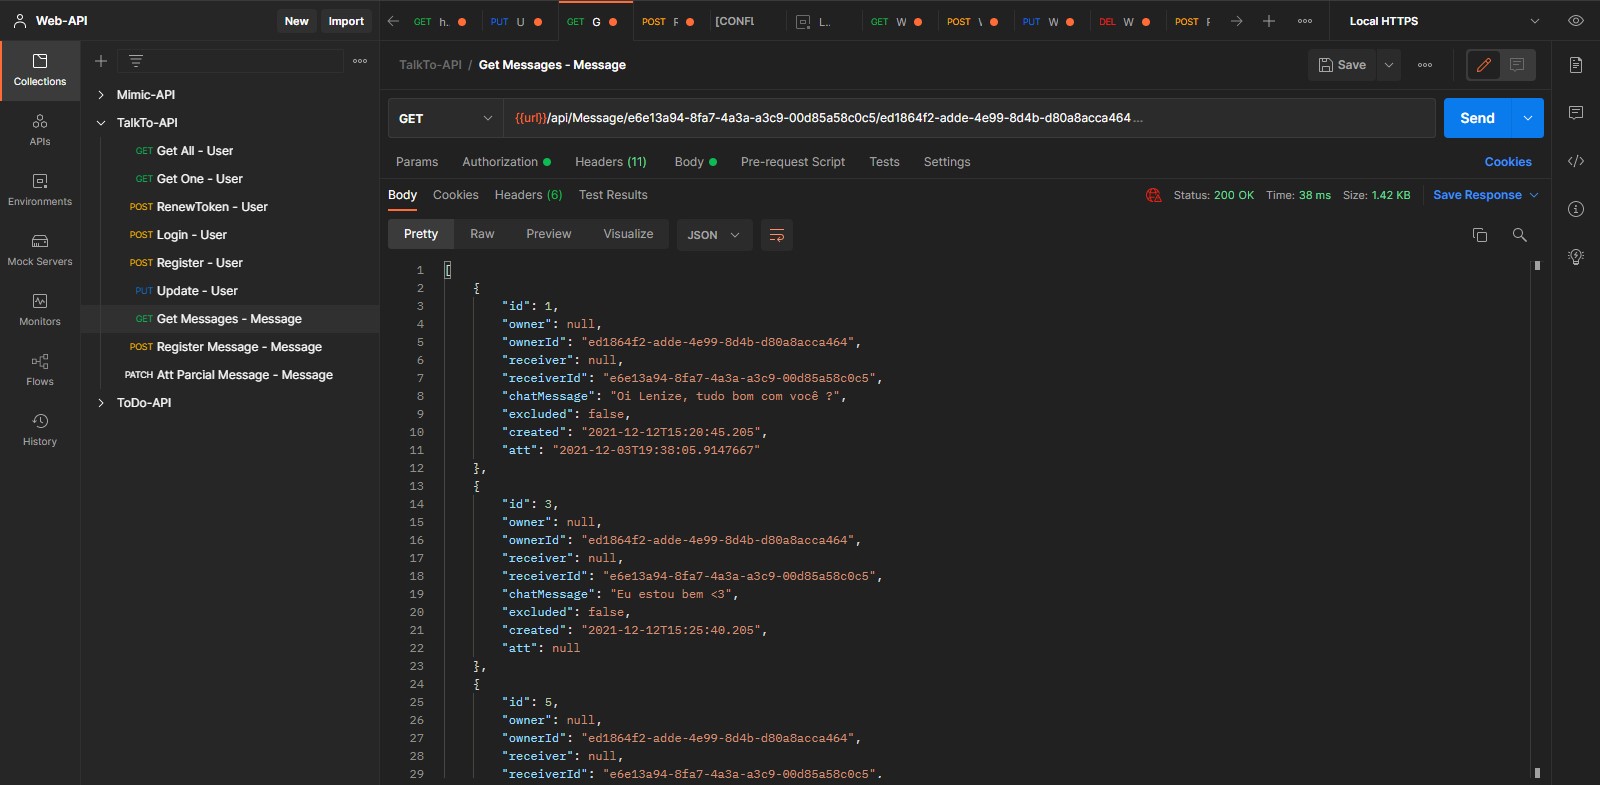 Web-API
New Import
GET h..
PUT U
GET G
POST F
[CONFI
L..
GET W
POST \
PUT W
DEL W
POST F
Local HTTPS
Collections
APIs
Environments
Mock Servers
Monitors
Flows
History
Mimic-API
TalkTo-API
GET Get All - User
GET Get One - User
POST RenewToken - User
POST Login - User
POST Register - User
PUT Update - User
GET Get Messages - Message
POST Register Message - Message
PATCH Att Parcial Message - Message
ToDo-API
TalkTo-API / Get Messages - Message
Save
GET
{{url}}/api/Message/e6e13a94-8fa7-4a3a-a3c9-00d85a58c0c5/ed1864f2-adde-4e99-8d4b-d80a8acca464...
Send
Params Authorization Headers (11) Body Pre-request Script Tests Settings Cookies
Body Cookies Headers (6) Test Results
Status: 200 OK Time: 38 ms Size: 1.42 KB Save Response
Pretty Raw Preview Visualize JSON
1 [
2 {
3 "id": 1,
4 "owner": null,
5 "ownerId": "ed1864f2-adde-4e99-8d4b-d80a8acca464",
6 "receiver": null,
7 "receiverId": "e6e13a94-8fa7-4a3a-a3c9-00d85a58c0c5",
8 "chatMessage": "Oi Lenize, tudo bom com você ?",
9 "excluded": false,
10 "created": "2021-12-12T15:20:45.205",
11 "att": "2021-12-03T19:38:05.9147667"
12 },
13 {
14 "id": 3,
15 "owner": null,
16 "ownerId": "ed1864f2-adde-4e99-8d4b-d80a8acca464",
17 "receiver": null,
18 "receiverId": "e6e13a94-8fa7-4a3a-a3c9-00d85a58c0c5",
19 "chatMessage": "Eu estou bem <3",
20 "excluded": false,
21 "created": "2021-12-12T15:25:40.205",
22 "att": null
23 },
24 {
25 "id": 5,
26 "owner": null,
27 "ownerId": "ed1864f2-adde-4e99-8d4b-d80a8acca464",
28 "receiver": null,
29 "receiverId": "e6e13a94-8fa7-4a3a-a3c9-00d85a58c0c5",